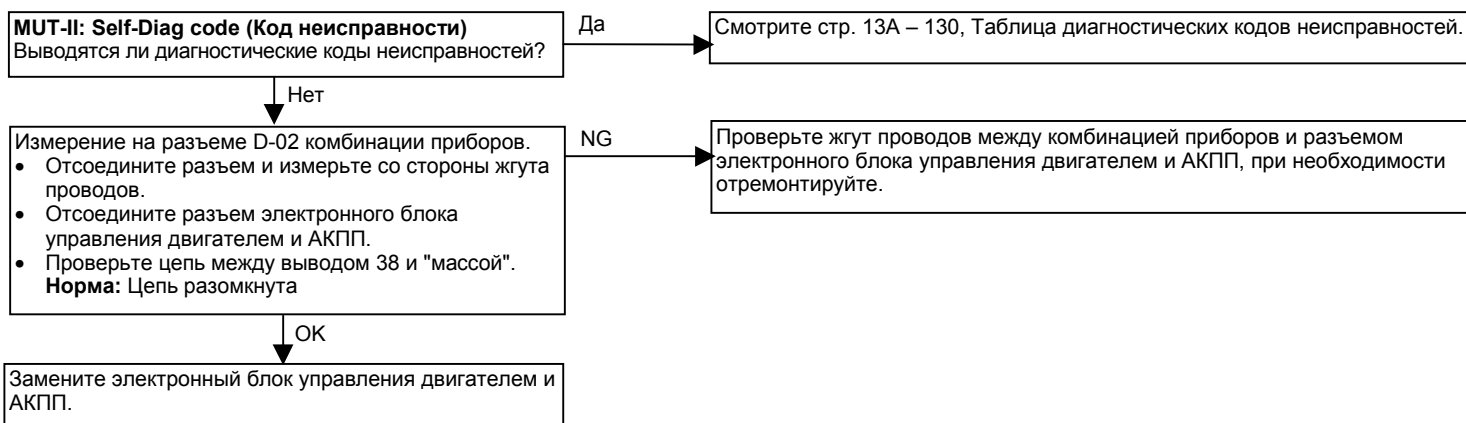 MUT-II: Self-Diag code (Код неисправности)
Выводятся ли диагностические коды неисправностей?
Да
Смотрите стр. 13A – 130, Таблица диагностических кодов неисправностей.
Нет
Измерение на разъеме D-02 комбинации приборов.
• Отсоедините разъем и измерьте со стороны жгута
проводов.
• Отсоедините разъем электронного блока
управления двигателем и АКПП.
• Проверьте цепь между выводом 38 и "массой".
Норма: Цепь разомкнута
NG
Проверьте жгут проводов между комбинацией приборов и разъемом
электронного блока управления двигателем и АКПП, при необходимости
отремонтируйте.
OK
Замените электронный блок управления двигателем и
АКПП.